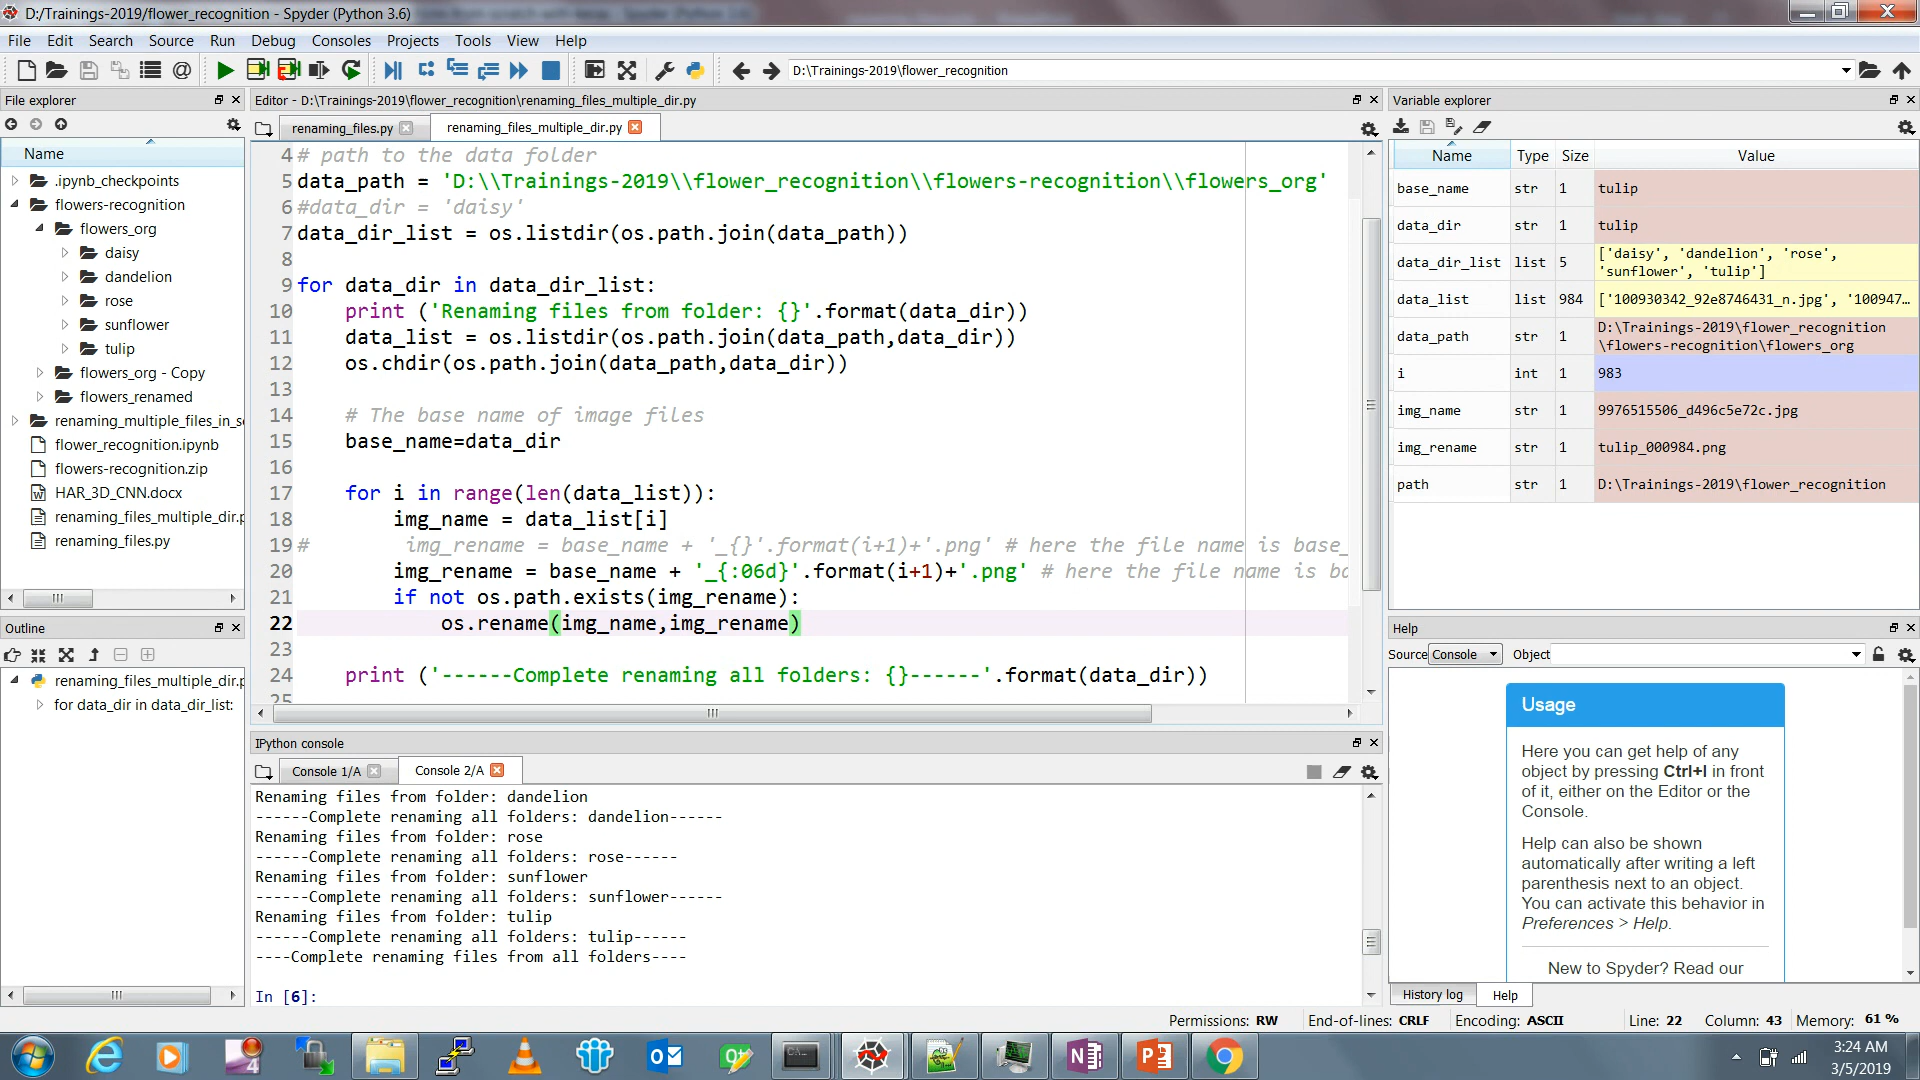 D:/Trainings-2019/flower_recognition - Spyder (Python 3.6)
File Edit Search Source Run Debug Consoles Projects Tools View Help
D:\Trainings-2019\flower_recognition
File explorer
Name
.ipynb_checkpoints
flowers-recognition
flowers_org
daisy
dandelion
rose
sunflower
tulip
flowers_org - Copy
flowers_renamed
renaming_multiple_files_in_s
flower_recognition.ipynb
flowers-recognition.zip
HAR_3D_CNN.docx
renaming_files_multiple_dir.p
renaming_files.py
Outline
renaming_files_multiple_dir.p
for data_dir in data_dir_list:
Editor - D:\Trainings-2019\flower_recognition\renaming_files_multiple_dir.py
renaming_files.py renaming_files_multiple_dir.py
4 # path to the data folder
5 data_path = 'D:\\Trainings-2019\\flower_recognition\\flowers-recognition\\flowers_org'
6 #data_dir = 'daisy'
7 data_dir_list = os.listdir(os.path.join(data_path))
8
9 for data_dir in data_dir_list:
10 print ('Renaming files from folder: {}'.format(data_dir))
11 data_list = os.listdir(os.path.join(data_path,data_dir))
12 os.chdir(os.path.join(data_path,data_dir))
13
14 # The base name of image files
15 base_name=data_dir
16
17 for i in range(len(data_list)):
18 img_name = data_list[i]
19 # img_rename = base_name + '_{}'.format(i+1)+'.png' # here the file name is base_
20 img_rename = base_name + '_{:06d}'.format(i+1)+'.png' # here the file name is ba
21 if not os.path.exists(img_rename):
22 os.rename(img_name,img_rename)
23
24 print ('------Complete renaming all folders: {}------'.format(data_dir))
25
IPython console
Console 1/A Console 2/A
Renaming files from folder: dandelion
------Complete renaming all folders: dandelion------
Renaming files from folder: rose
------Complete renaming all folders: rose------
Renaming files from folder: sunflower
------Complete renaming all folders: sunflower------
Renaming files from folder: tulip
------Complete renaming all folders: tulip------
----Complete renaming files from all folders----
In [6]:
Variable explorer
Name Type Size Value
base_name str 1 tulip
data_dir str 1 tulip
data_dir_list list 5 ['daisy', 'dandelion', 'rose',
'sunflower', 'tulip']
data_list list 984 ['100930342_92e8746431_n.jpg', '100947...
data_path str 1 D:\Trainings-2019\flower_recognition
\flowers-recognition\flowers_org
i int 1 983
img_name str 1 9976515506_d496c5e72c.jpg
img_rename str 1 tulip_000984.png
path str 1 D:\Trainings-2019\flower_recognition
Help
Source Console Object
Usage
Here you can get help of any
object by pressing Ctrl+I in front
of it, either on the Editor or the
Console.
Help can also be shown
automatically after writing a left
parenthesis next to an object.
You can activate this behavior in
Preferences > Help.
New to Spyder? Read our
History log Help
Permissions: RW End-of-lines: CRLF Encoding: ASCII Line: 22 Column: 43 Memory: 61 %
3:24 AM
3/5/2019